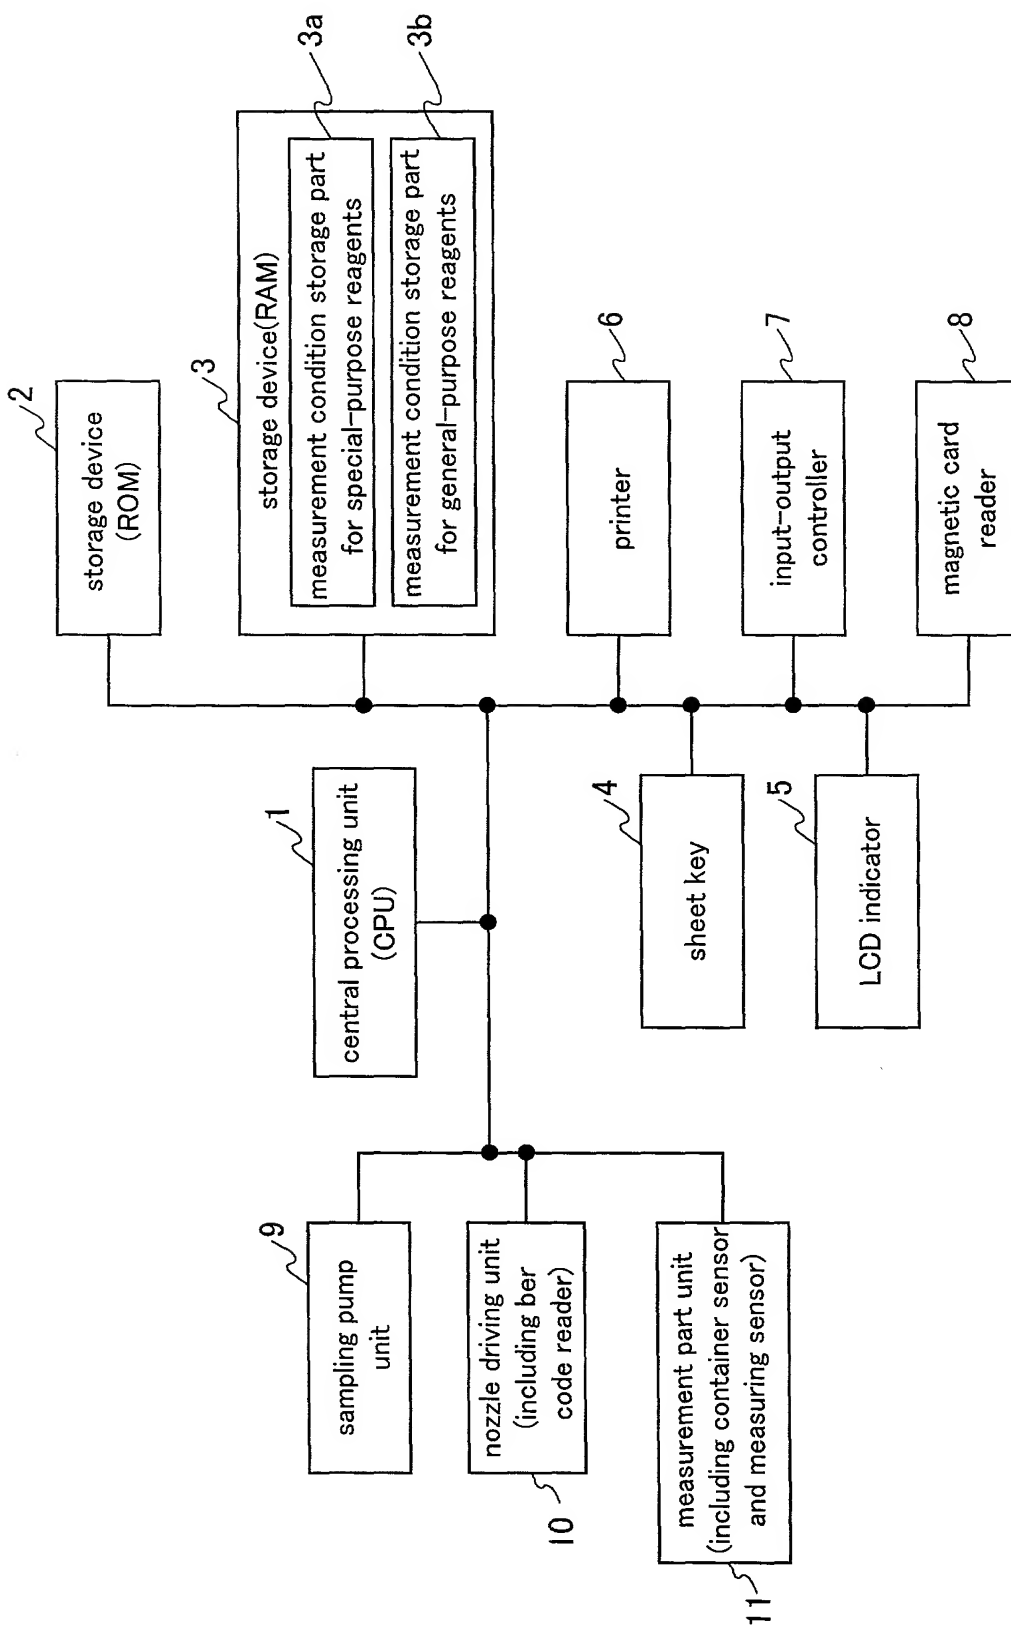 1
central processing unit
(CPU)
2
storage device
(ROM)
3
storage device(RAM)
3a
measurement condition storage part
for special-purpose reagents
3b
measurement condition storage part
for general-purpose reagents
9
sampling pump
unit
nozzle driving unit
(including ber
code reader)
10
measurement part unit
(including container sensor
and measuring sensor)
11
4
sheet key
5
LCD indicator
6
printer
7
input-output
controller
8
magnetic card
reader